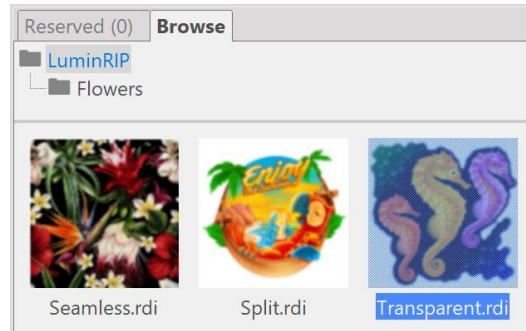 Reserved (0) Browse
LuminRIP
Flowers
Enjoy
Seamless.rdi Split.rdi Transparent.rdi